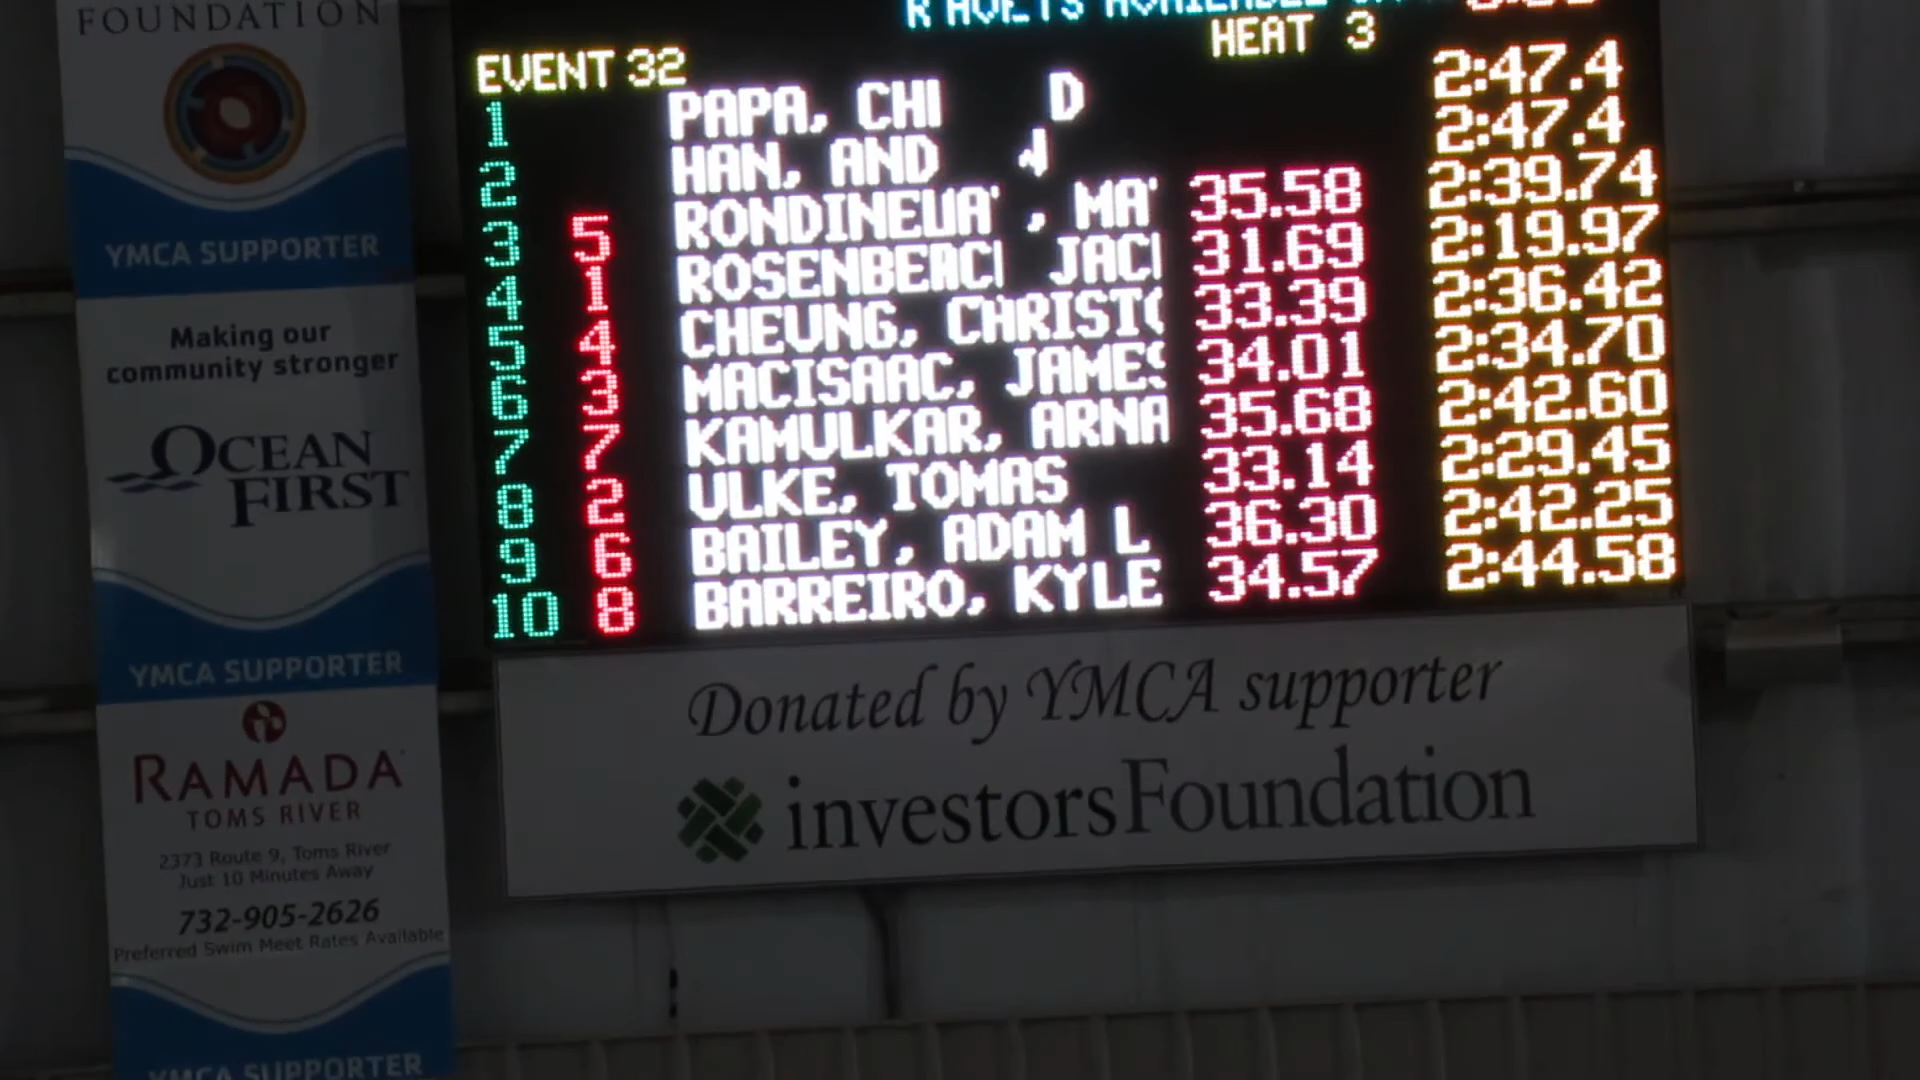 FOUNDATION
YMCA SUPPORTER
Making our
community stronger
OCEAN
FIRST
YMCA SUPPORTER
RAMADA
TOMS RIVER
2373 Route 9, Toms River
Just 10 Minutes Away
732-905-2626
Preferred Swim Meet Rates Available
YMCA SUPPORTER
HEAT 3
EVENT 32
1 PAPA, CHI D 2:47.4
2 HAN, AND 2:47.4
3 5 MA 35.58 2:39.74
4 1 31.69 2:19.97
5 4 CHEUNG, CHRISTO 33.39 2:36.42
6 3 MACISAAC, JAMES 34.01 2:34.70
7 7 KAMULKAR, ARNA 35.68 2:42.60
8 2 ULKE, TOMAS 33.14 2:29.45
9 6 BAILEY, ADAM L 36.30 2:42.25
10 8 BARREIRO, KYLE 34.57 2:44.58
Donated by YMCA supporter
investorsFoundation